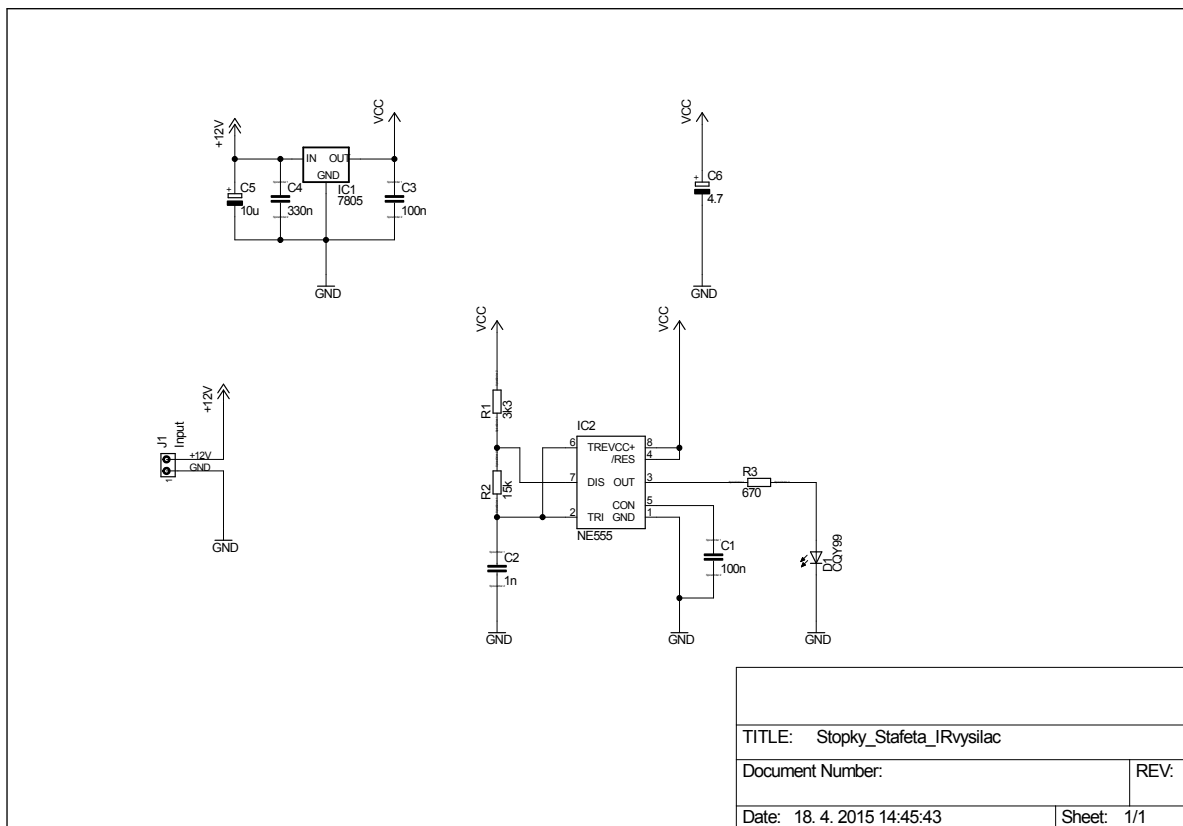 +12V
VCC
VCC
IN OUT
GND
C5
10u
+
C4
330n
IC1
7805
C3
100n
+
C6
4.7
GND
GND
VCC
VCC
+12V
J1
Input
+12V
GND
1
GND
R1
3k3
R2
15k
IC2
6 TREVCC+ 8
/RES 4
7 DIS OUT 3
CON 5
2 TRI GND 1
NE555
R3
670
C2
1n
C1
100n
D1
CQY99
GND
GND
GND
TITLE: Stopky_Stafeta_IRvysilac
Document Number:
REV:
Date: 18. 4. 2015 14:45:43
Sheet: 1/1